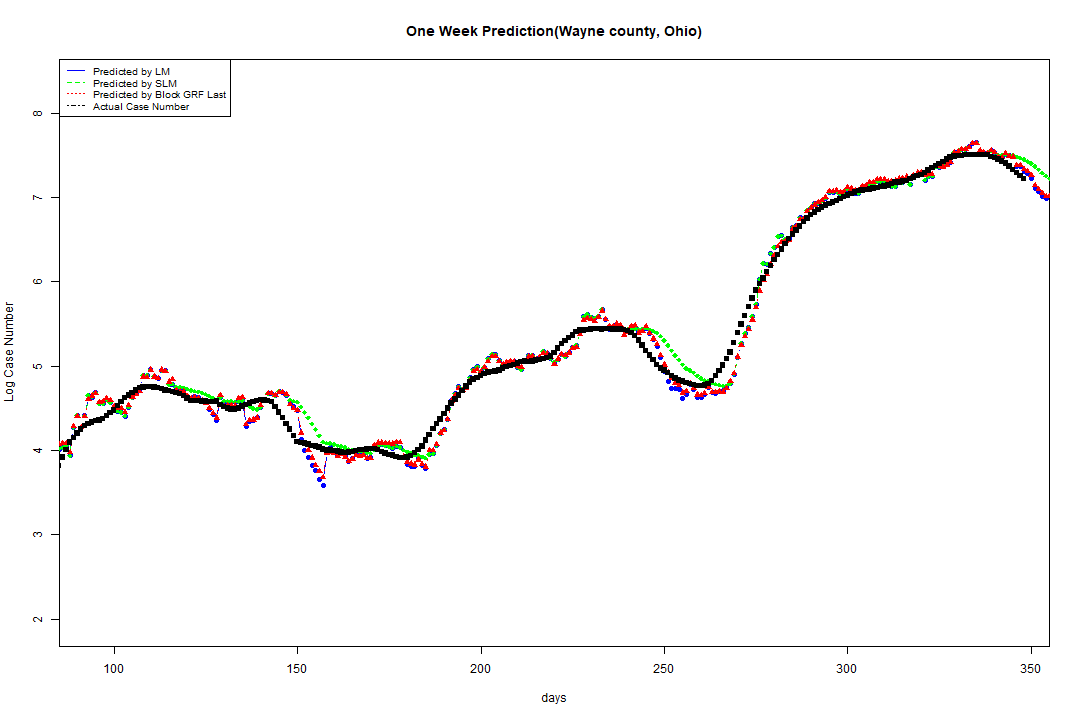 One Week Prediction(Wayne county, Ohio)
Predicted by LM
Predicted by SLM
Predicted by Block GRF Last
Actual Case Number
8
7
6
5
4
3
2
Log Case Number
100 150 200 250 300 350
days